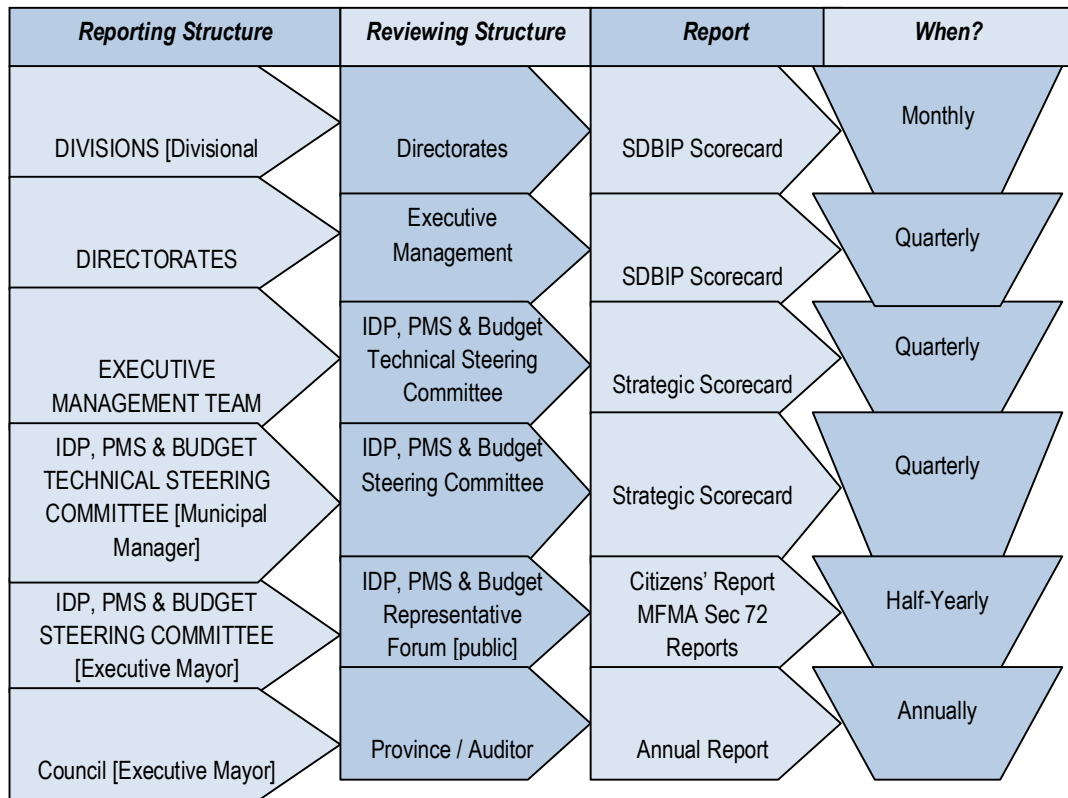 Reporting Structure
Reviewing Structure
Report
When?
DIVISIONS [Divisional
Directorates
SDBIP Scorecard
Monthly
DIRECTORATES
Executive
Management
SDBIP Scorecard
Quarterly
EXECUTIVE
MANAGEMENT TEAM
IDP, PMS & Budget
Technical Steering
Committee
Strategic Scorecard
Quarterly
IDP, PMS & BUDGET
TECHNICAL STEERING
COMMITTEE [Municipal
Manager]
IDP, PMS & Budget
Steering Committee
Strategic Scorecard
Quarterly
IDP, PMS & BUDGET
STEERING COMMITTEE
[Executive Mayor]
IDP, PMS & Budget
Representative
Forum [public]
Citizens' Report
MFMA Sec 72
Reports
Half-Yearly
Council [Executive Mayor]
Province / Auditor
Annual Report
Annually